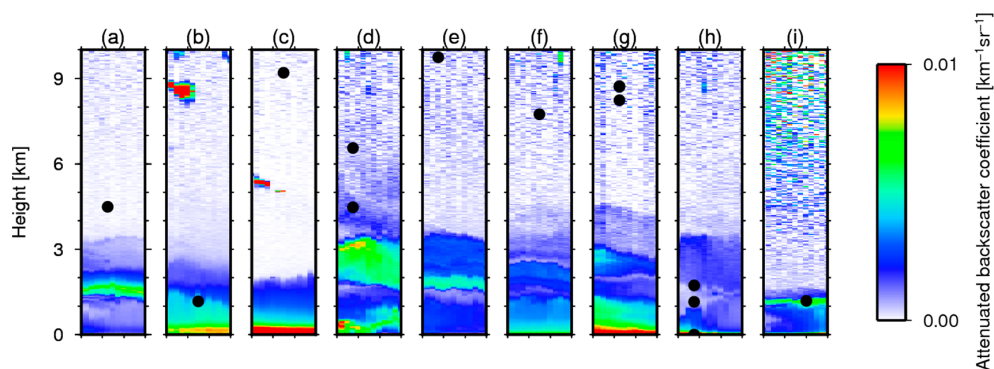 (a) (b) (c) (d) (e) (f) (g) (h) (i)
9
6
3
0
Height [km]
0.01
0.00
Attenuated backscatter coefficient [km⁻¹sr⁻¹]